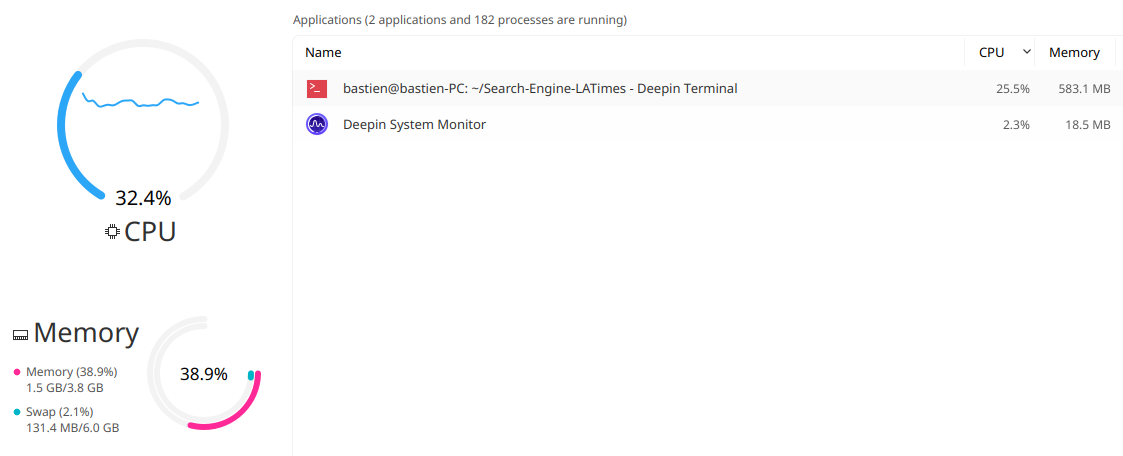 Applications (2 applications and 182 processes are running)
Name CPU Memory
bastien@bastien-PC: ~/Search-Engine-LATimes - Deepin Terminal 25.5% 583.1 MB
Deepin System Monitor 2.3% 18.5 MB
32.4%
CPU
Memory
Memory (38.9%)
1.5 GB/3.8 GB
Swap (2.1%)
131.4 MB/6.0 GB
38.9%